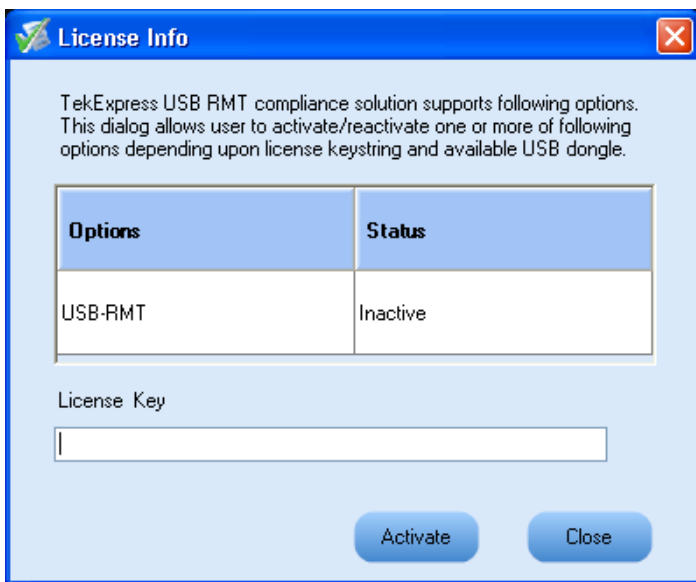 License Info
TekExpress USB RMT compliance solution supports following options.
This dialog allows user to activate/reactivate one or more of following
options depending upon license keystring and available USB dongle.
Options Status
USB-RMT Inactive
License Key
Activate Close